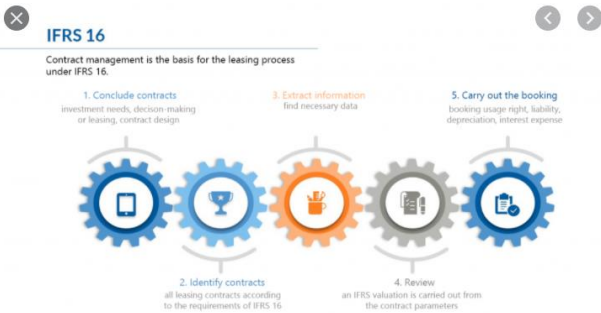 IFRS 16
Contract management is the basis for the leasing process
under IFRS 16.
1. Conclude contracts
investment needs, decison-making
or leasing, contract design
3. Extract information
find necessary data
5. Carry out the booking
booking usage right, liability,
depreciation, interest expense
2. Identify contracts
all leasing contracts according
to the requirements of IFRS 16
4. Review
an IFRS valuation is carried out from
the contract parameters